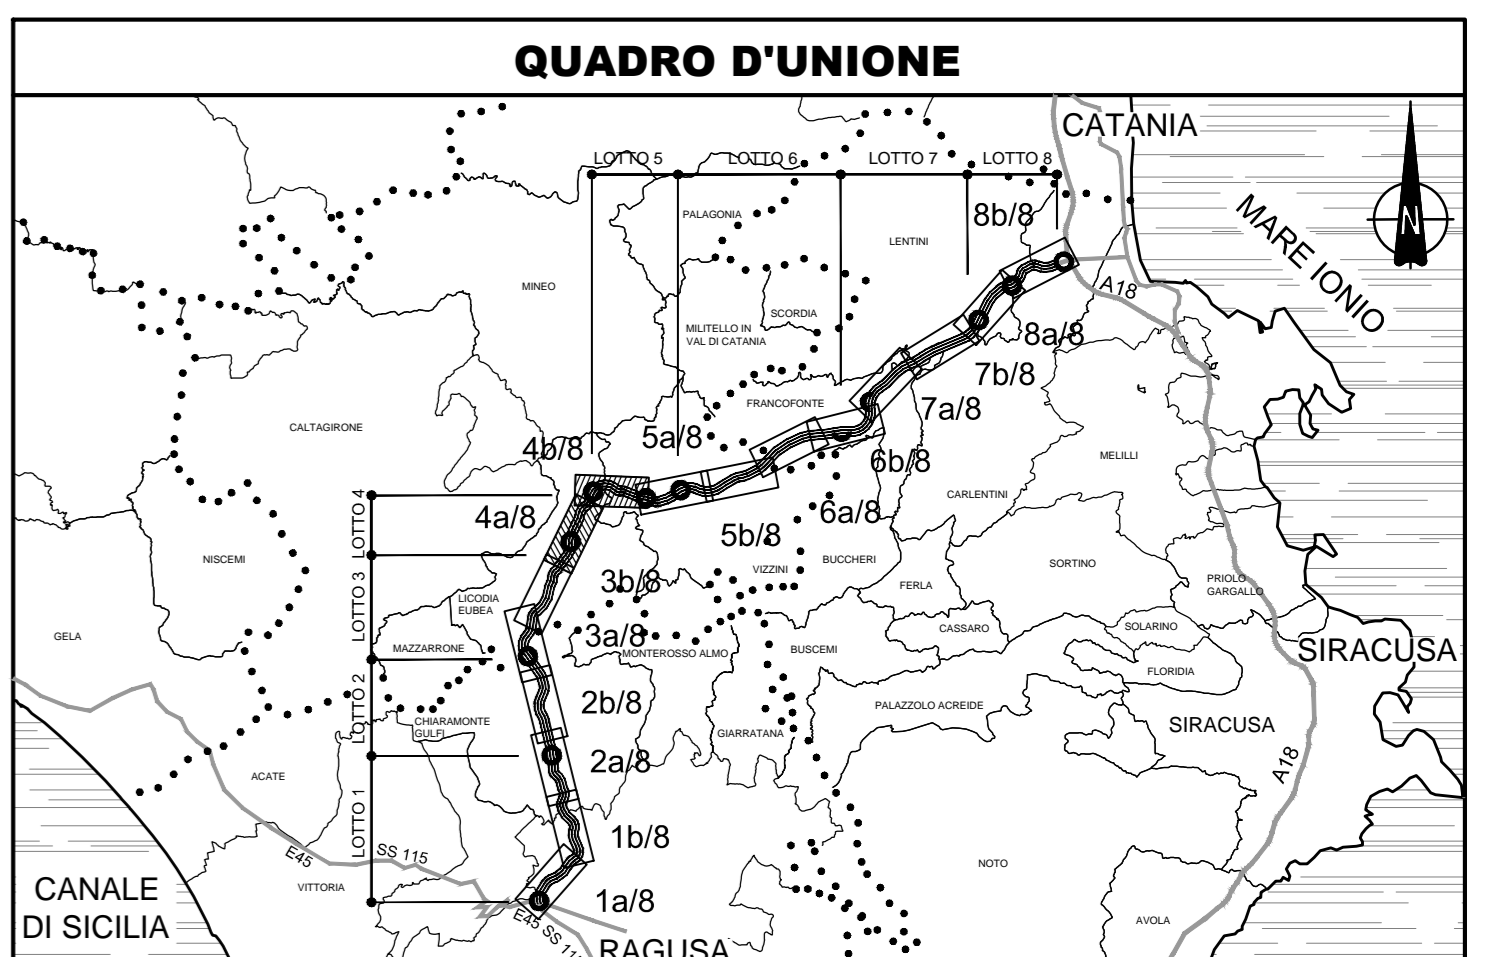 QUADRO D'UNIONE
CATANIA
LOTTO 5
LOTTO 6
LOTTO 7
LOTTO 8
PALAGONIA
8b/8
N
MARE IONIO
LENTINI
MINEO
A18
SCORDIA
MILITELLO IN
VAL DI CATANIA
8a/8
7b/8
FRANCOFONTE
7a/8
CALTAGIRONE
5a/8
4b/8
6b/8
MELILLI
CARLENTINI
LOTTO 4
4a/8
6a/8
5b/8
NISCEMI
BUCCHERI
VIZZINI
SORTINO
3b/8
FERLA
PRIOLO
GARGALLO
LOTTO 3
LICODIA
EUBEA
CASSARO
SOLARINO
GELA
3a/8
MAZZARRONE
MONTEROSSO ALMO
BUSCEMI
SIRACUSA
FLORIDIA
LOTTO 2
2b/8
PALAZZOLO ACREIDE
CHIARAMONTE
GULFI
GIARRATANA
SIRACUSA
2a/8
A18
ACATE
LOTTO 1
1b/8
E45
SS 115
NOTO
VITTORIA
CANALE
DI SICILIA
1a/8
AVOLA
E45 SS 11
RAGUSA